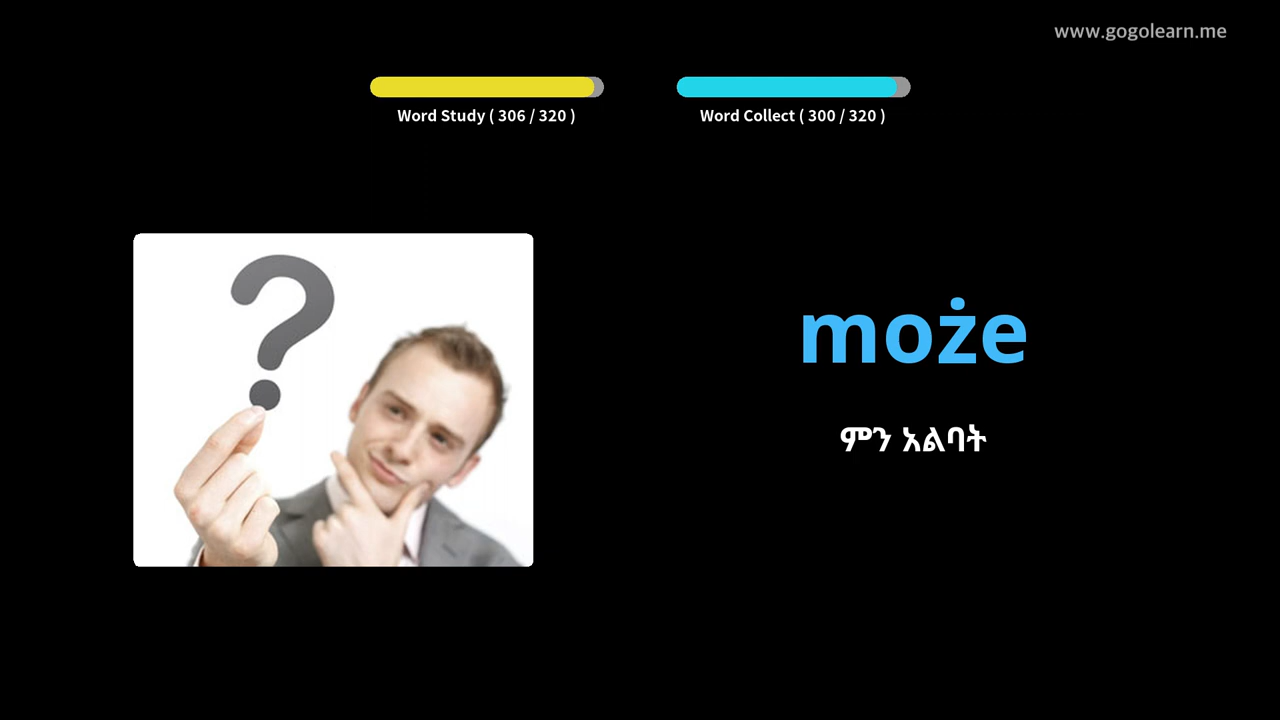 www.gogolearn.me
Word Study ( 306 / 320 )
Word Collect ( 300 / 320 )
?
może
ምን አልባት